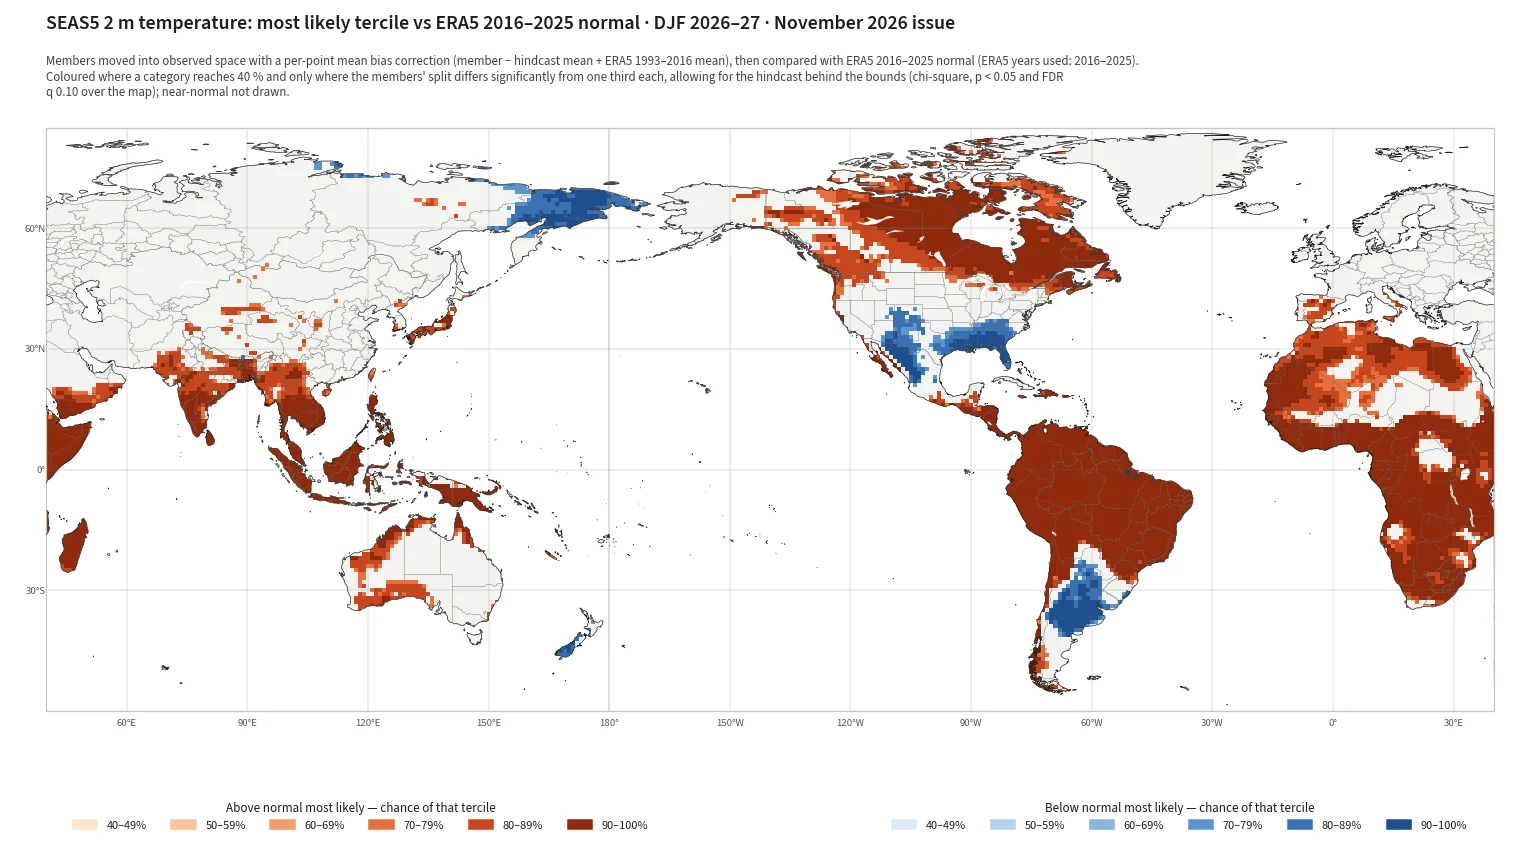 SEAS5 2 m temperature: most likely tercile vs ERA5 2016–2025 normal · DJF 2026–27 · November 2026 issue
Members moved into observed space with a per-point mean bias correction (member − hindcast mean + ERA5 1993–2016 mean), then compared with ERA5 2016–2025 normal (ERA5 years used: 2016–2025).
Coloured where a category reaches 40 % and only where the members' split differs significantly from one third each, allowing for the hindcast behind the bounds (chi-square, p < 0.05 and FDR
q 0.10 over the map); near-normal not drawn.
60°N
30°N
0°
30°S
60°E 90°E 120°E 150°E 180° 150°W 120°W 90°W 60°W 30°W 0° 30°E
Above normal most likely — chance of that tercile
40–49% 50–59% 60–69% 70–79% 80–89% 90–100%
Below normal most likely — chance of that tercile
40–49% 50–59% 60–69% 70–79% 80–89% 90–100%